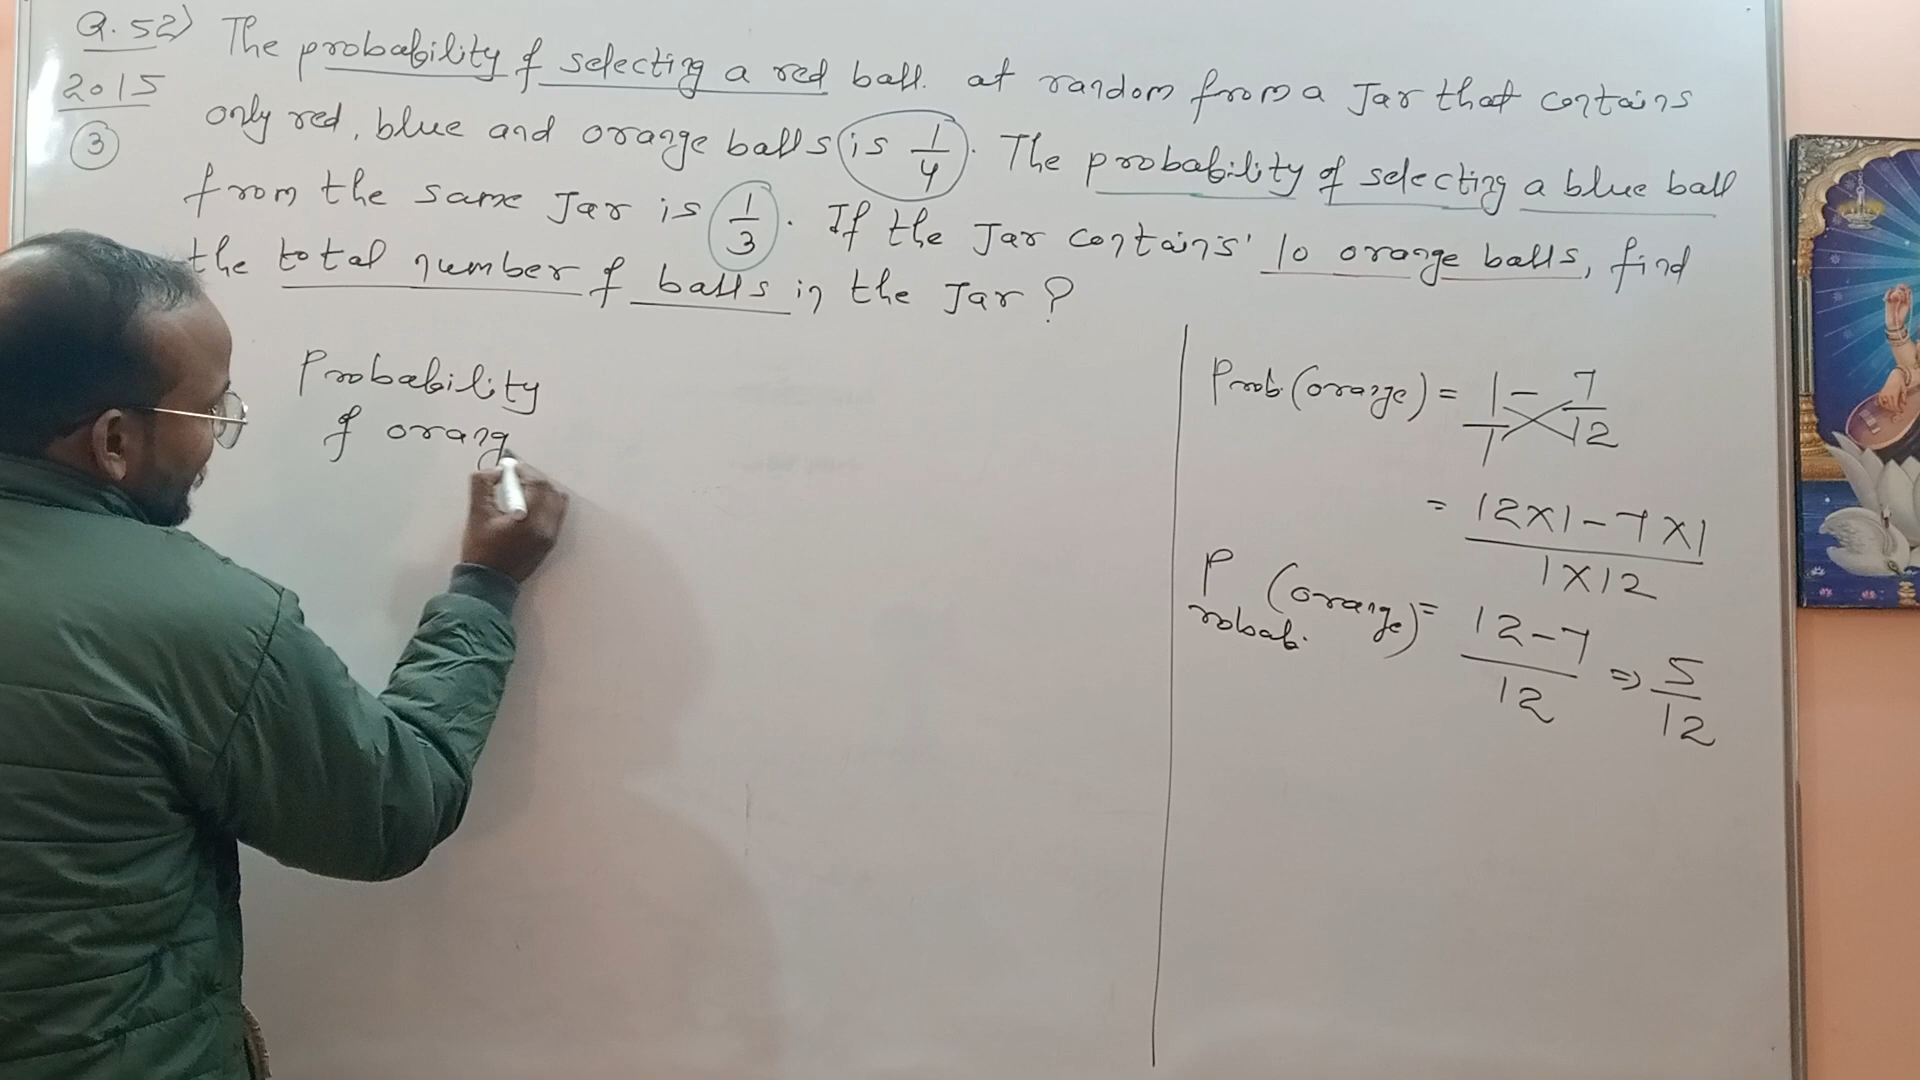 Q. 52) The probability of selecting a red ball. at random from a Jar that contains
2015 only red, blue and orange balls is 1/4. The probability of selecting a blue ball
3 from the same Jar is 1/3. If the Jar contains' 10 orange balls, find
the total number of balls in the Jar ?
Probability
of orang
Prob. (orange) = 1/1 - 7/12
= 12×1-7×1 / 1×12
Probab. (orange) = 12-7/12 => 5/12